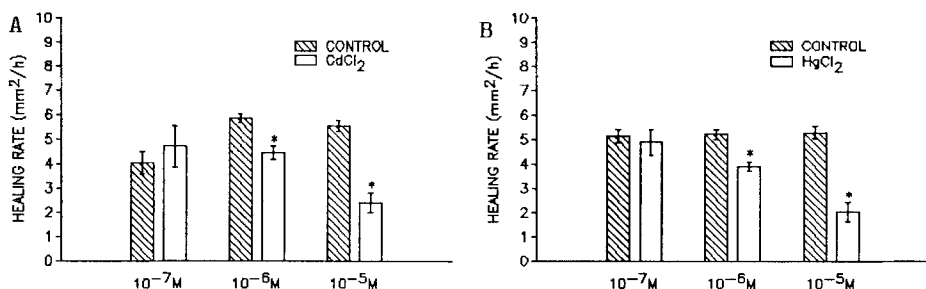 A
HEALING RATE (mm²/h)
10
9
8
7
6
5
4
3
2
1
0
CONTROL
CdCl₂
*
*
10⁻⁷M
10⁻⁶M
10⁻⁵M
B
HEALING RATE (mm²/h)
10
9
8
7
6
5
4
3
2
1
0
CONTROL
HgCl₂
*
*
10⁻⁷M
10⁻⁶M
10⁻⁵M